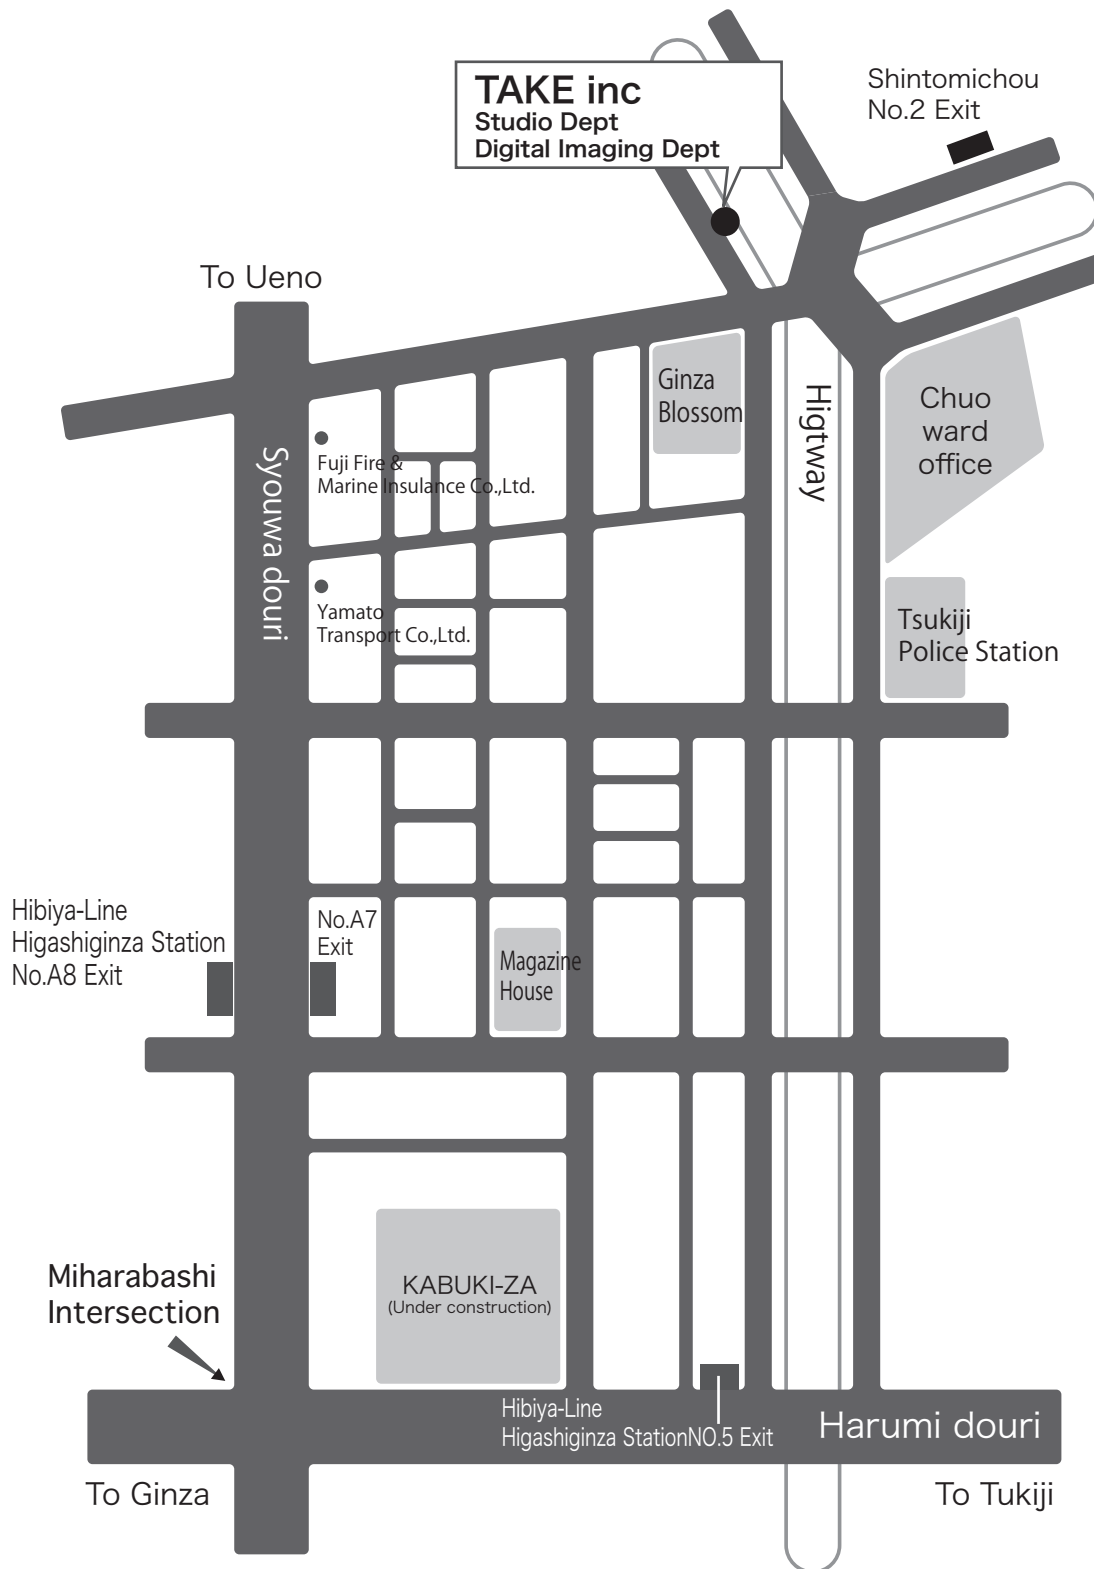 TAKE inc
Studio Dept
Digital Imaging Dept
Shintomichou
No.2 Exit
To Ueno
Ginza
Blossom
Higtway
Chuo
ward
office
Syouwa douri
Fuji Fire &
Marine Insulance Co.,Ltd.
Yamato
Transport Co.,Ltd.
Tsukiji
Police Station
Hibiya-Line
Higashiginza Station
No.A8 Exit
No.A7
Exit
Magazine
House
Miharabashi
Intersection
KABUKI-ZA
(Under construction)
Hibiya-Line
Higashiginza StationNO.5 Exit
Harumi douri
To Ginza
To Tukiji